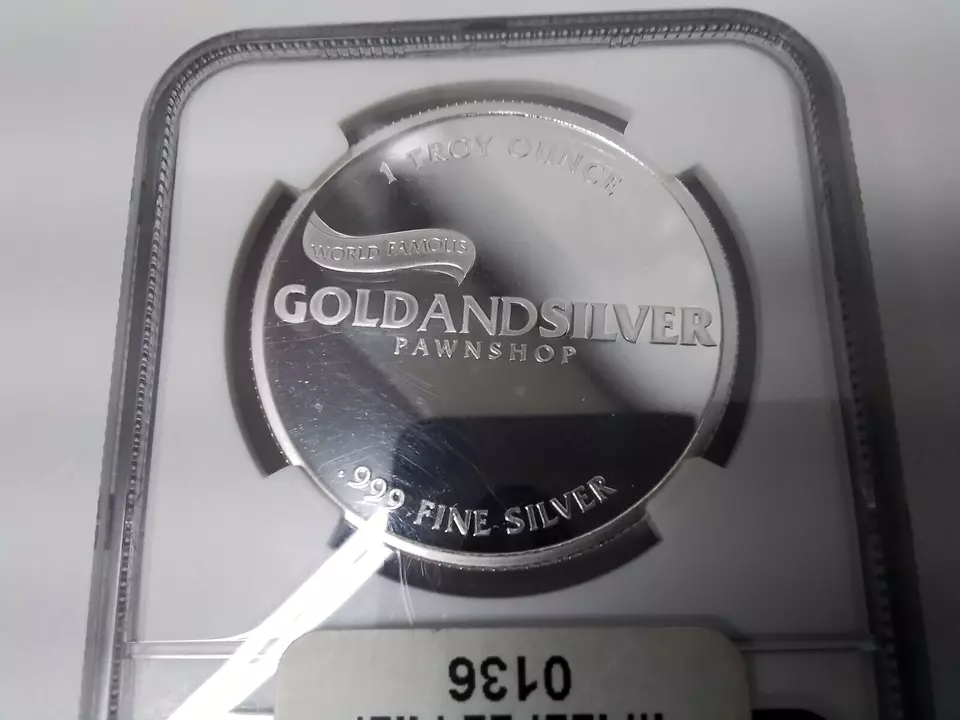 1 TROY OUNCE
WORLD FAMOUS
GOLDANDSILVER
PAWNSHOP
.999 FINE SILVER
0136